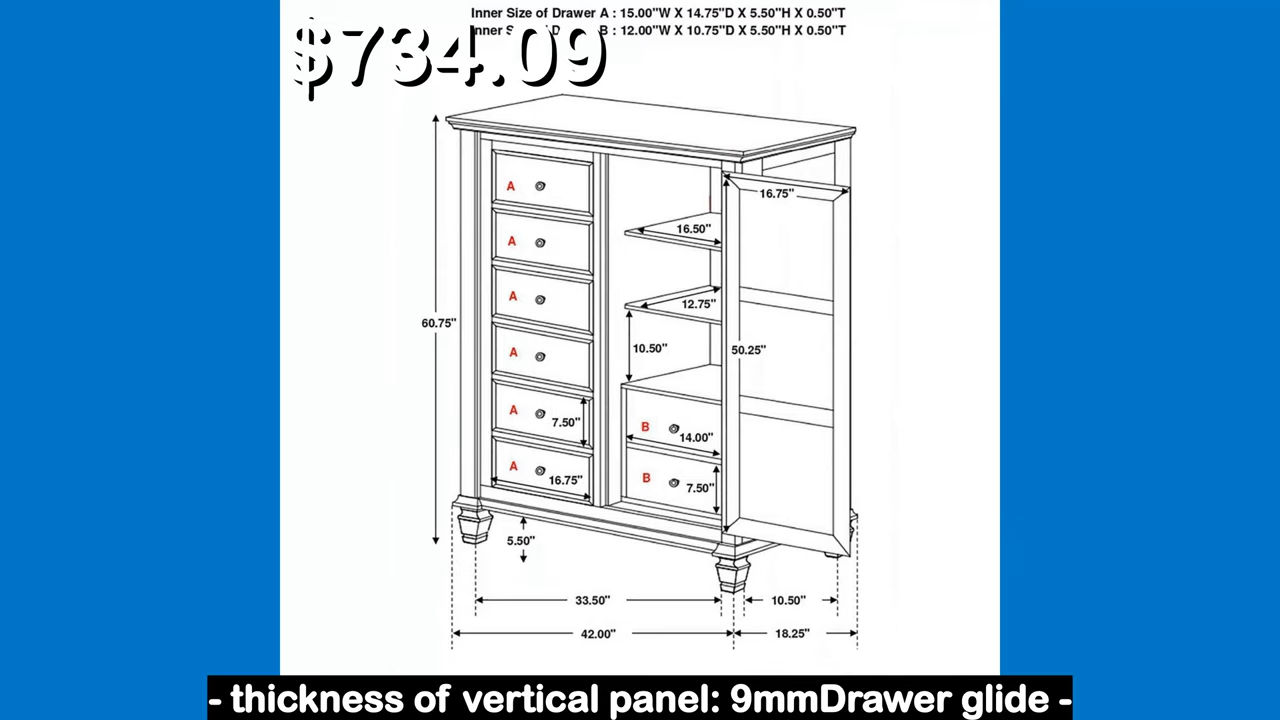 Inner Size of Drawer A : 15.00"W X 14.75"D X 5.50"H X 0.50"T
B : 12.00"W X 10.75"D X 5.50"H X 0.50"T
$734.09
16.75"
A
16.50"
A
12.75"
A
60.75"
10.50"
50.25"
A
A
7.50"
B
14.00"
A
16.75"
B
7.50"
5.50"
33.50"
10.50"
42.00"
18.25"
- thickness of vertical panel: 9mmDrawer glide -